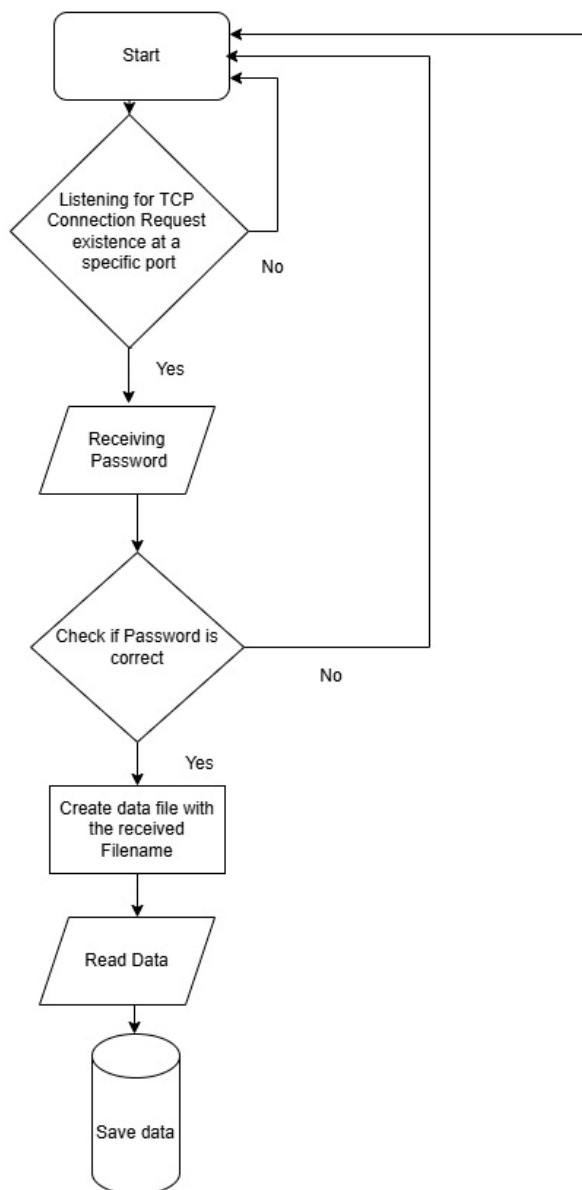 Start
Listening for TCP
Connection Request
existence at a
specific port
No
Yes
Receiving
Password
Check if Password is
correct
No
Yes
Create data file with
the received
Filename
Read Data
Save data